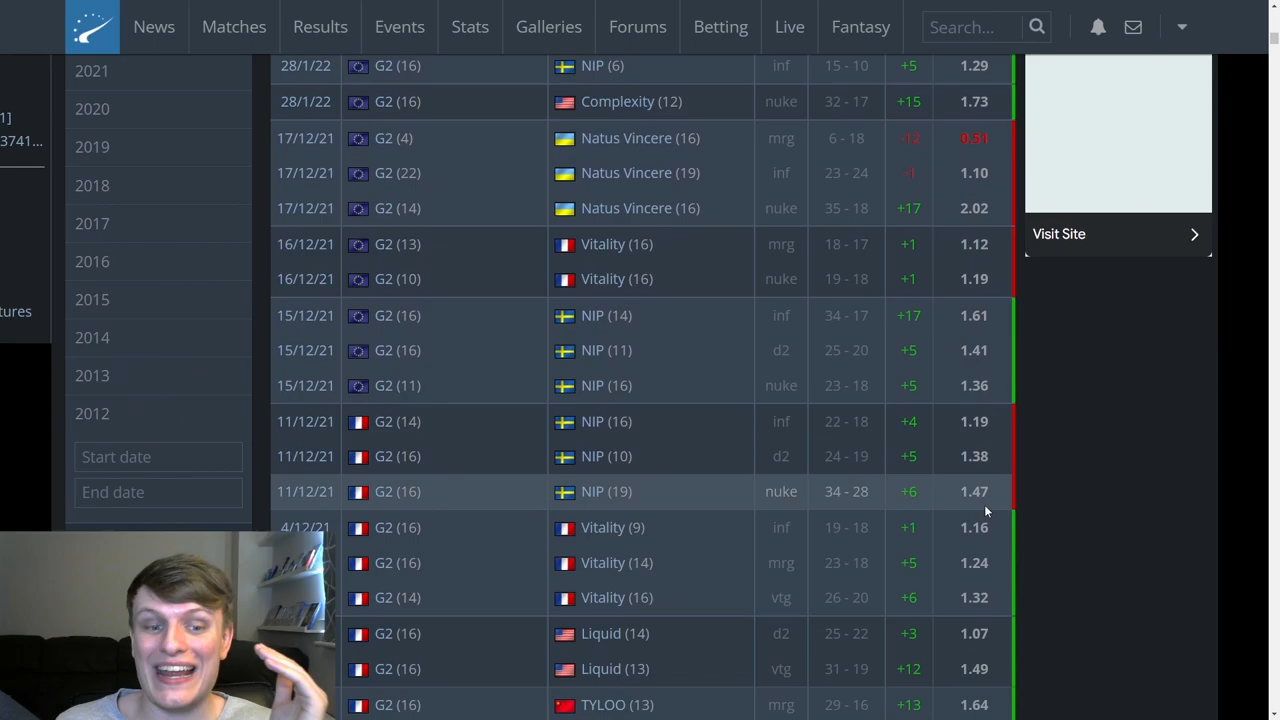 News Matches Results Events Stats Galleries Forums Betting Live Fantasy Search...
1]
3741...
tures
2021
2020
2019
2018
2017
2016
2015
2014
2013
2012
Start date
End date
28/1/22 G2 (16) NIP (6) inf 15 - 10 +5 1.29
28/1/22 G2 (16) Complexity (12) nuke 32 - 17 +15 1.73
17/12/21 G2 (4) Natus Vincere (16) mrg 6 - 18 -12 0.51
17/12/21 G2 (22) Natus Vincere (19) inf 23 - 24 -1 1.10
17/12/21 G2 (14) Natus Vincere (16) nuke 35 - 18 +17 2.02
16/12/21 G2 (13) Vitality (16) mrg 18 - 17 +1 1.12
16/12/21 G2 (10) Vitality (16) nuke 19 - 18 +1 1.19
15/12/21 G2 (16) NIP (14) inf 34 - 17 +17 1.61
15/12/21 G2 (16) NIP (11) d2 25 - 20 +5 1.41
15/12/21 G2 (11) NIP (16) nuke 23 - 18 +5 1.36
11/12/21 G2 (14) NIP (16) inf 22 - 18 +4 1.19
11/12/21 G2 (16) NIP (10) d2 24 - 19 +5 1.38
11/12/21 G2 (16) NIP (19) nuke 34 - 28 +6 1.47
4/12/21 G2 (16) Vitality (9) inf 19 - 18 +1 1.16
G2 (16) Vitality (14) mrg 23 - 18 +5 1.24
G2 (14) Vitality (16) vtg 26 - 20 +6 1.32
G2 (16) Liquid (14) d2 25 - 22 +3 1.07
G2 (16) Liquid (13) vtg 31 - 19 +12 1.49
G2 (16) TYLOO (13) mrg 29 - 16 +13 1.64
Visit Site